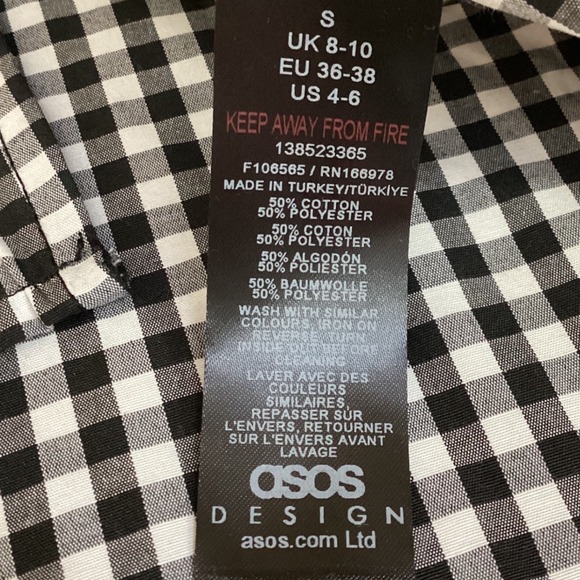 S
UK 8-10
EU 36-38
US 4-6
KEEP AWAY FROM FIRE
138523365
F106565 / RN166978
MADE IN TURKEY/TÜRKİYE
50% COTTON
50% POLYESTER
50% COTON
50% POLYESTER
50% ALGODÓN
50% POLIESTER
50% BAUMWOLLE
50% POLYESTER
WASH WITH SIMILAR
COLOURS, IRON ON
REVERSE, TURN
INSIDE OUT BEFORE
CLEANING
LAVER AVEC DES
COULEURS
SIMILAIRES,
REPASSER SUR
L'ENVERS, RETOURNER
SUR L'ENVERS AVANT
LAVAGE
asos
DESIGN
asos.com Ltd